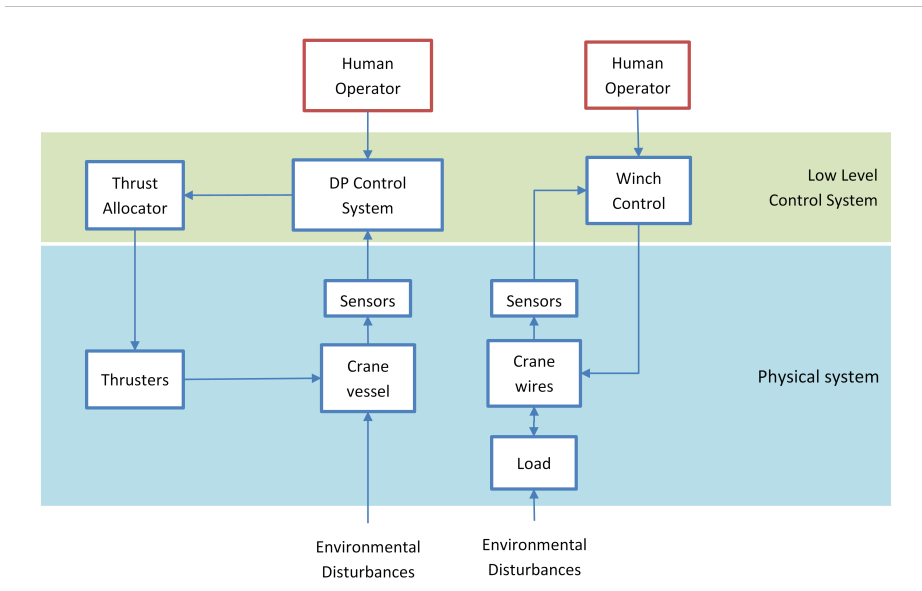 Human
Operator
Human
Operator
Thrust
Allocator
DP Control
System
Winch
Control
Low Level
Control System
Sensors
Sensors
Thrusters
Crane
vessel
Crane
wires
Physical system
Load
Environmental
Disturbances
Environmental
Disturbances